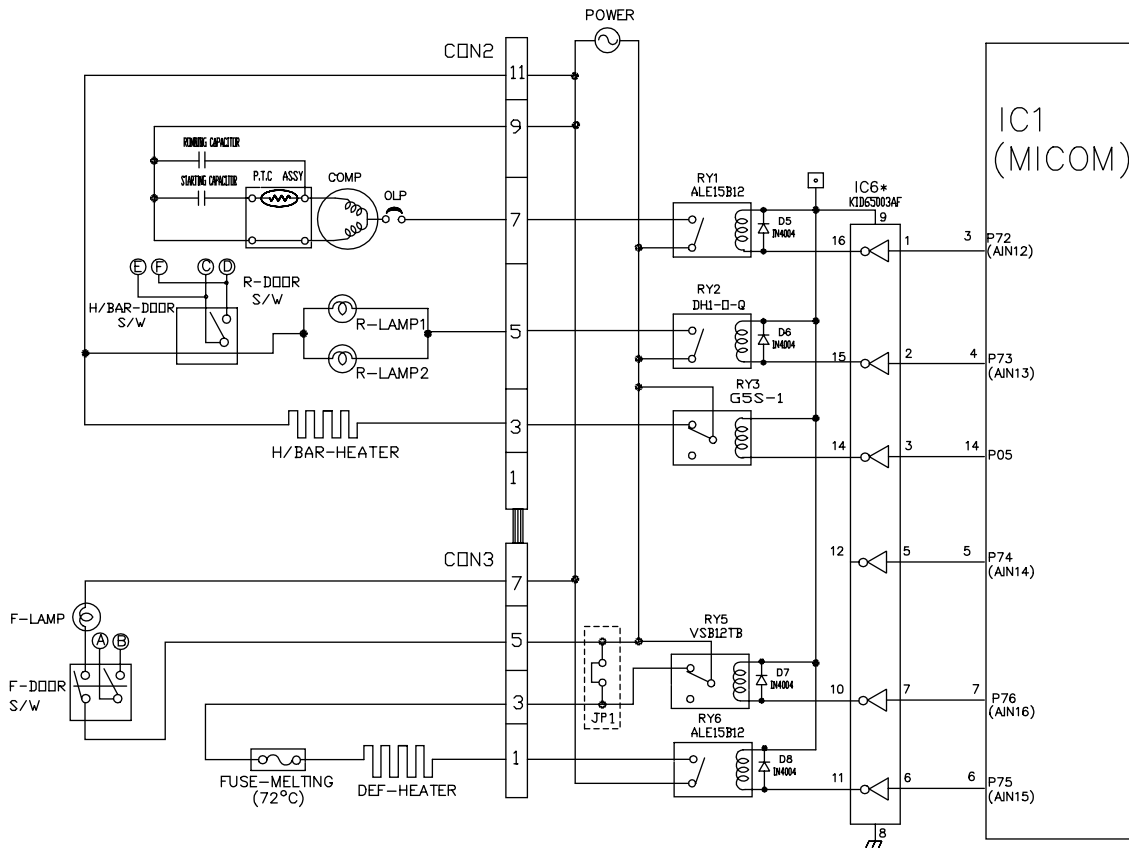 POWER
CON2
11
IC1
(MICOM)
9
RUNNING CAPACITOR
STARTING CAPACITOR
P.T.C ASSY
COMP
OLP
7
RY1
ALE15B12
D5
IN4004
IC6*
KID65003AF
9
16
1
3
P72
(AIN12)
E
F
C
D
R-DOOR
S/W
H/BAR-DOOR
S/W
R-LAMP1
R-LAMP2
5
RY2
DH1-O-Q
D6
IN4004
15
2
4
P73
(AIN13)
RY3
G5S-1
3
H/BAR-HEATER
14
3
14
P05
1
CON3
12
5
5
P74
(AIN14)
7
F-LAMP
A
B
5
F-DOOR
S/W
RY5
VSB12TB
D7
IN4004
10
7
7
P76
(AIN16)
3
JP1
RY6
ALE15B12
D8
IN4004
1
FUSE-MELTING
(72°C)
DEF-HEATER
11
6
6
P75
(AIN15)
8